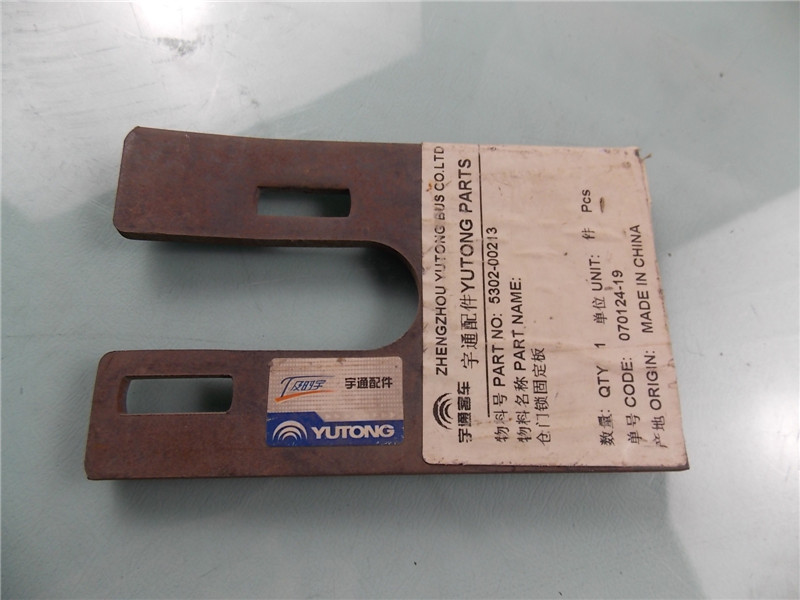 ZHENGZHOU YUTONG BUS CO.LTD
宇通客车 宇通配件YUTONG PARTS
物料号 PART NO: 5302-00213
物料名称 PART NAME:
仓门锁固定板
数量: QTY 1 单位 UNIT: 件 Pcs
单号 CODE: 070124-19
产地 ORIGIN: MADE IN CHINA
宇通配件
YUTONG